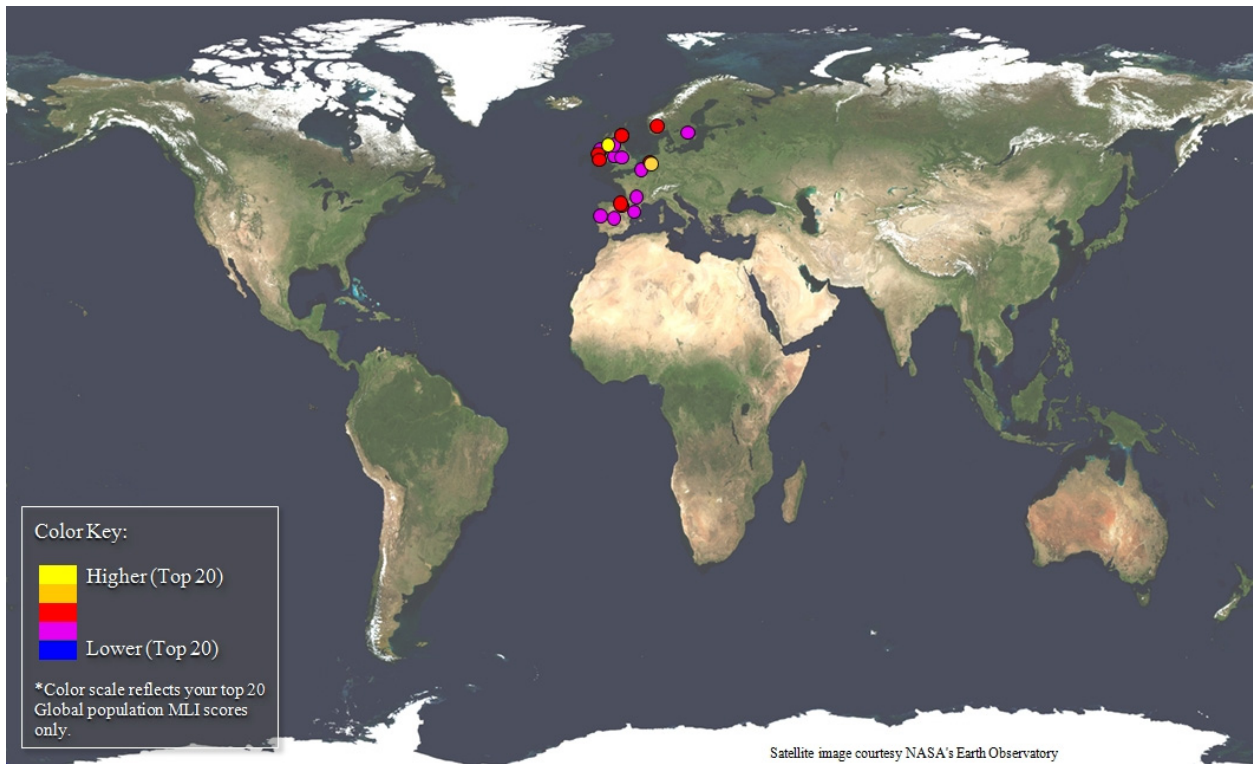 Color Key:
Higher (Top 20)
Lower (Top 20)
*Color scale reflects your top 20
Global population MLI scores
only.
Satellite image courtesy NASA's Earth Observatory